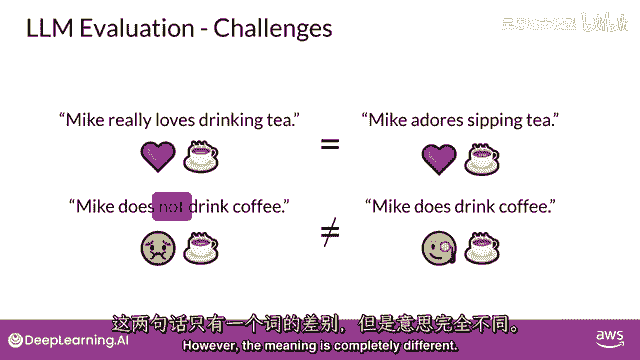 LLM Evaluation - Challenges
“Mike really loves drinking tea.”
=
“Mike adores sipping tea.”
“Mike does not drink coffee.”
≠
“Mike does drink coffee.”
这两句话只有一个词的差别，但是意思完全不同。
However, the meaning is completely different.
DeepLearning.AI
aws